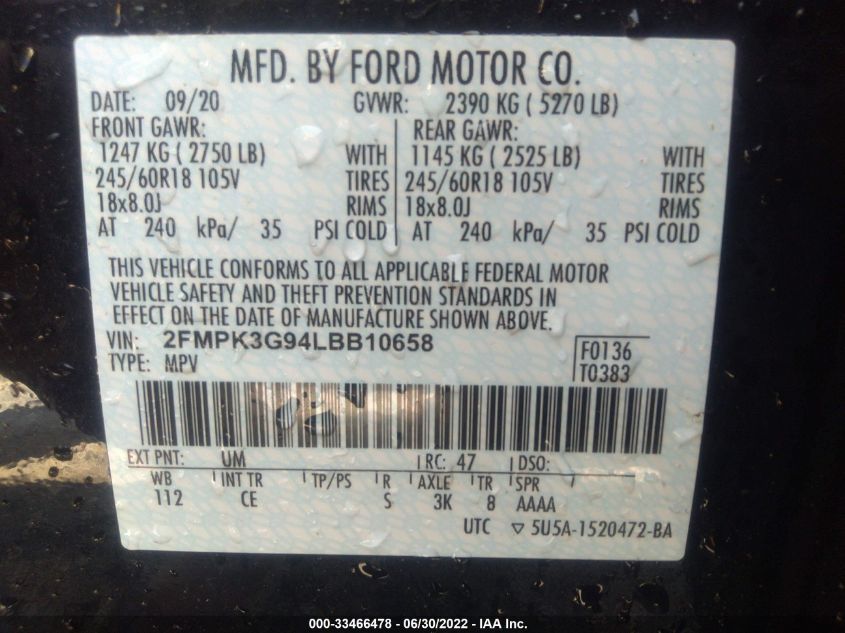 MFD. BY FORD MOTOR CO.
DATE: 09/20 GVWR: 2390 KG ( 5270 LB)
FRONT GAWR: REAR GAWR:
1247 KG ( 2750 LB) WITH 1145 KG ( 2525 LB) WITH
245/60R18 105V TIRES 245/60R18 105V TIRES
18x8.0J RIMS 18x8.0J RIMS
AT 240 kPa/ 35 PSI COLD AT 240 kPa/ 35 PSI COLD
THIS VEHICLE CONFORMS TO ALL APPLICABLE FEDERAL MOTOR
VEHICLE SAFETY AND THEFT PREVENTION STANDARDS IN
EFFECT ON THE DATE OF MANUFACTURE SHOWN ABOVE.
VIN: 2FMPK3G94LBB10658 F0136
TYPE: MPV T0383
EXT PNT: UM RC: 47 DSO:
WB INT TR TP/PS R AXLE TR SPR
112 CE S 3K 8 AAAA
UTC ▽ 5U5A-1520472-BA
000-33466478 - 06/30/2022 - IAA Inc.